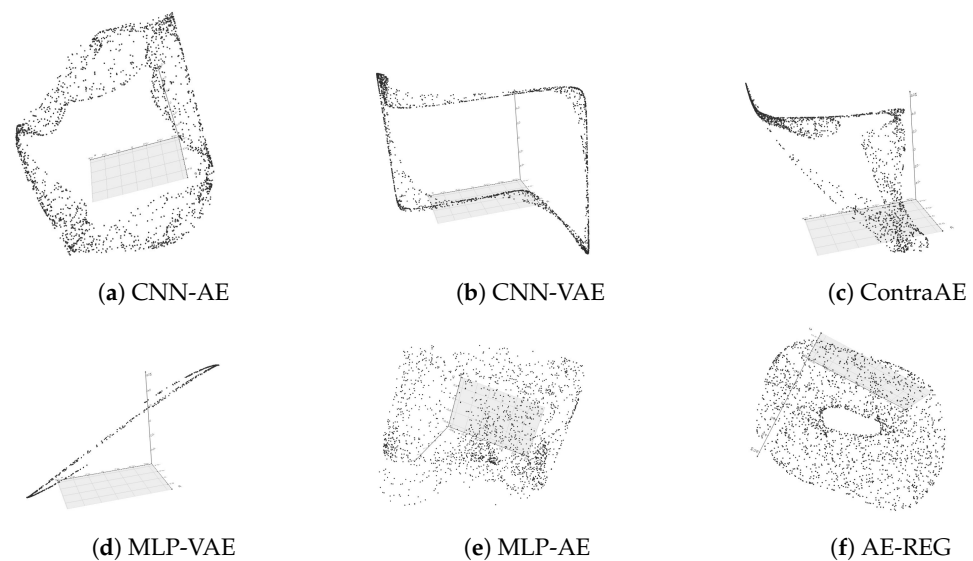 (a) CNN-AE
(b) CNN-VAE
(c) ContraAE
(d) MLP-VAE
(e) MLP-AE
(f) AE-REG